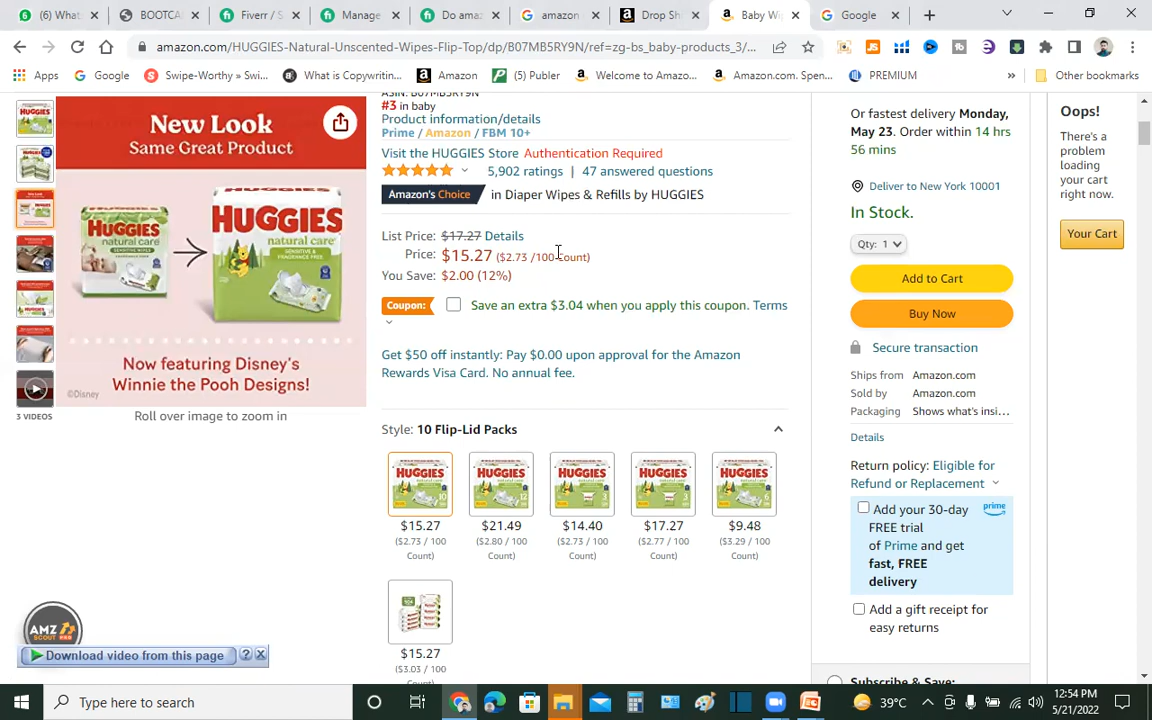 (1) What
BOOTCA
Fiverr / S
Manage
Do ama
amazon
Drop Sh
Baby Wi
Google
amazon.com/HUGGIES-Natural-Unscented-Wipes-Flip-Top/dp/B07MB5RY9N/ref=zg-bs_baby-products_3/...
Apps
Google
Swipe-Worthy » Swi...
What is Copywritin...
Amazon
(5) Publer
Welcome to Amazo...
Amazon.com. Spen...
PREMIUM
»
Other bookmarks
ASIN: B07MB5RY9N
#3 in baby
Product information/details
Prime / Amazon / FBM 10+
Visit the HUGGIES Store Authentication Required
5,902 ratings | 47 answered questions
Amazon's Choice in Diaper Wipes & Refills by HUGGIES
List Price: $17.27 Details
Price: $15.27 ($2.73 /100 Count)
You Save: $2.00 (12%)
Coupon: Save an extra $3.04 when you apply this coupon. Terms
Get $50 off instantly: Pay $0.00 upon approval for the Amazon
Rewards Visa Card. No annual fee.
Style: 10 Flip-Lid Packs
$15.27
($2.73 / 100
Count)
$21.49
($2.80 / 100
Count)
$14.40
($2.73 / 100
Count)
$17.27
($2.77 / 100
Count)
$9.48
($3.29 / 100
Count)
$15.27
($3.03 / 100
New Look
Same Great Product
HUGGIES
natural care
HUGGIES
natural care
SENSITIVE &
FRAGRANCE FREE
Now featuring Disney's
Winnie the Pooh Designs!
©Disney
Roll over image to zoom in
3 VIDEOS
AMZ
SCOUT PRO
Download video from this page
Or fastest delivery Monday,
May 23. Order within 14 hrs
56 mins
Deliver to New York 10001
In Stock.
Qty: 1
Add to Cart
Buy Now
Secure transaction
Ships from Amazon.com
Sold by Amazon.com
Packaging Shows what's insi...
Details
Return policy: Eligible for
Refund or Replacement
Add your 30-day
FREE trial
of Prime and get
fast, FREE
delivery
prime
Add a gift receipt for
easy returns
Subscribe & Save:
Oops!
There's a
problem
loading
your cart
right now.
Your Cart
Type here to search
39°C
12:54 PM
5/21/2022